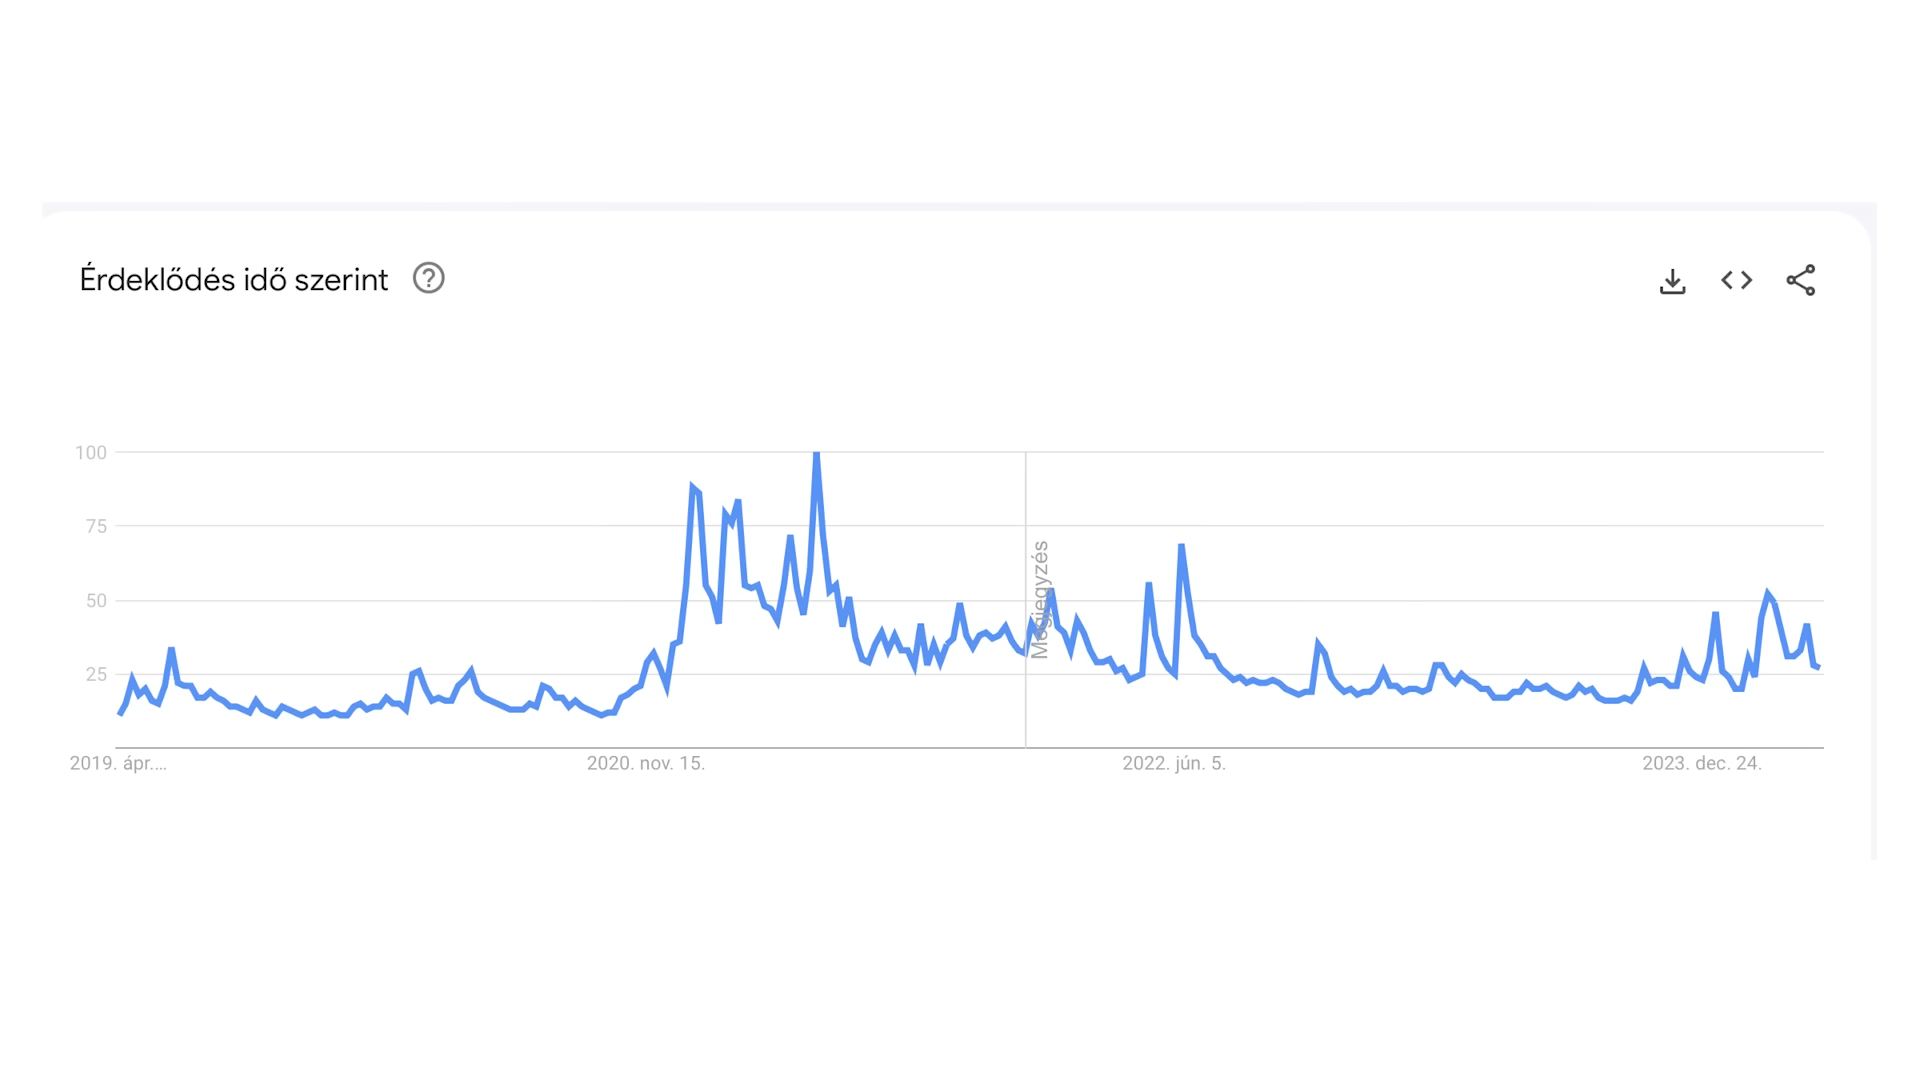 Érdeklődés idő szerint
100
75
50
25
Megjegyzés
2019. ápr.…
2020. nov. 15.
2022. jún. 5.
2023. dec. 24.